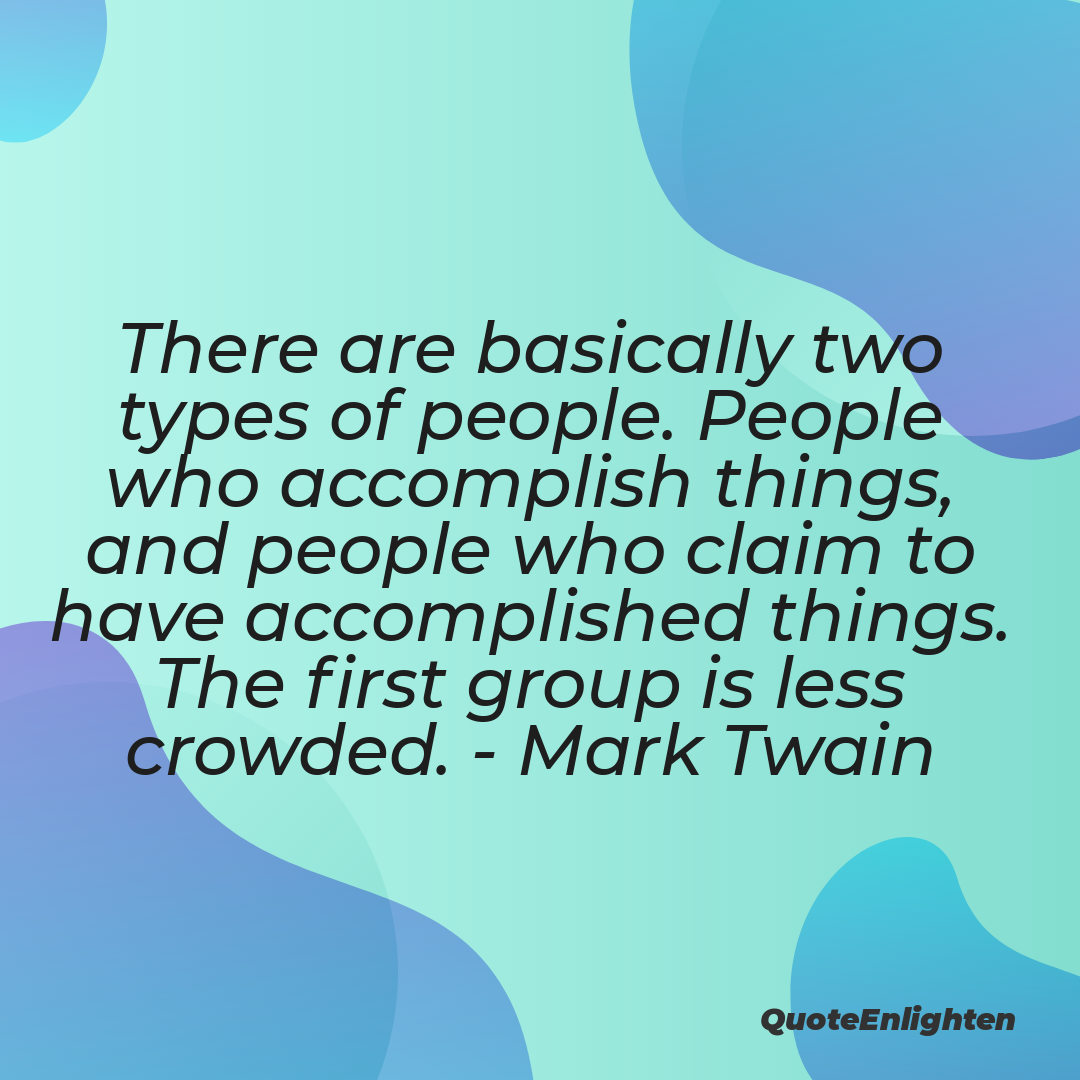 There are basically two
types of people. People
who accomplish things,
and people who claim to
have accomplished things.
The first group is less
crowded. - Mark Twain
QuoteEnlighten